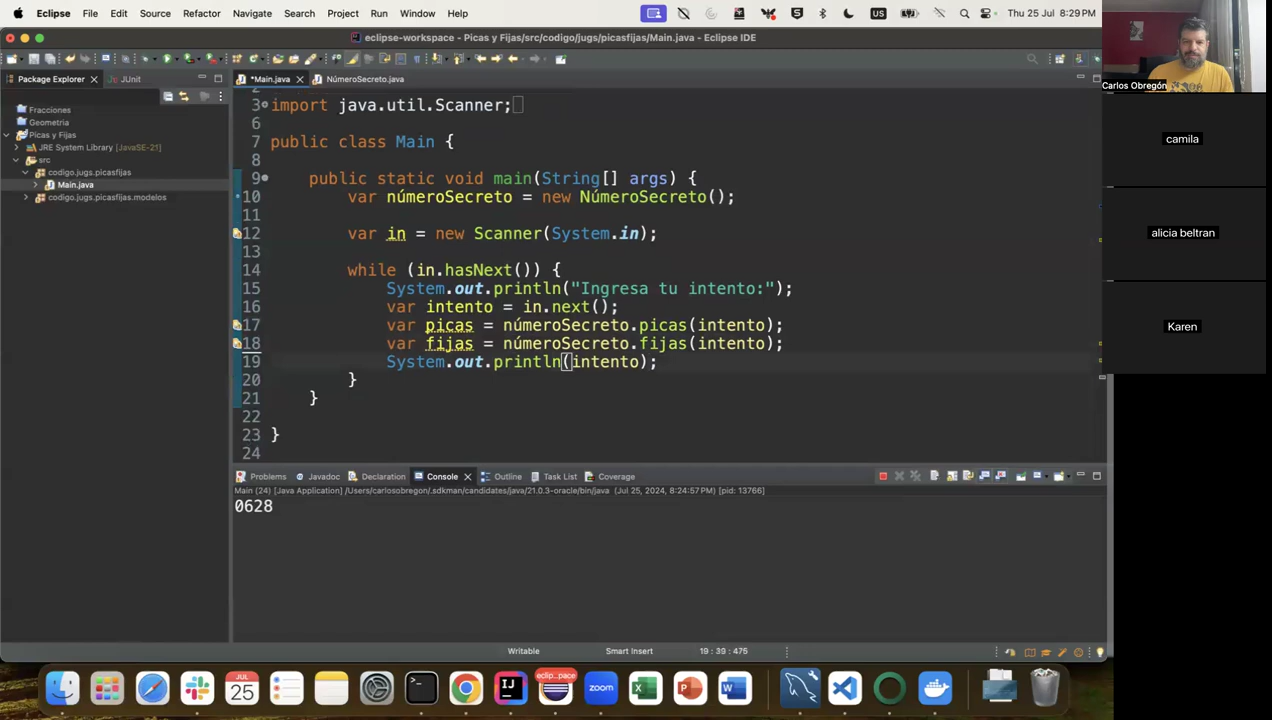 Eclipse File Edit Source Refactor Navigate Search Project Run Window Help US Thu 25 Jul 8:29 PM
eclipse-workspace - Picas y Fijas/src/codigo/jugs/picasfijas/Main.java - Eclipse IDE
Package Explorer JUnit
*Main.java NúmeroSecreto.java
Fracciones
Geometria
Picas y Fijas
JRE System Library [JavaSE-21]
src
codigo.jugs.picasfijas
Main.java
codigo.jugs.picasfijas.modelos
3 import java.util.Scanner;
6
7 public class Main {
8
9 public static void main(String[] args) {
10 var númeroSecreto = new NúmeroSecreto();
11
12 var in = new Scanner(System.in);
13
14 while (in.hasNext()) {
15 System.out.println("Ingresa tu intento:");
16 var intento = in.next();
17 var picas = númeroSecreto.picas(intento);
18 var fijas = númeroSecreto.fijas(intento);
19 System.out.println(intento);
20 }
21 }
22
23 }
24
Problems Javadoc Declaration Console Outline Task List Coverage
Main (24) [Java Application] /Users/carlosobregon/.sdkman/candidates/java/21.0.3-oracle/bin/java (Jul 25, 2024, 8:24:57 PM) [pid: 13766]
0628
Writable Smart Insert 19 : 39 : 475
Carlos Obregón
camila
alicia beltran
Karen
JUL
25
eclip...pace
zoom